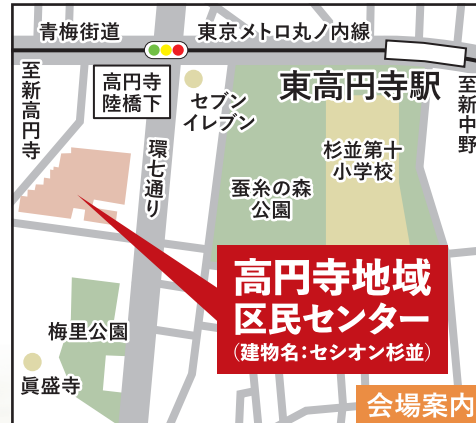 青梅街道
東京メトロ丸ノ内線
至新高円寺
高円寺
陸橋下
セブン
イレブン
東高円寺駅
至新中野
環七通り
蚕糸の森
公園
杉並第十
小学校
高円寺地域
区民センター
(建物名:セシオン杉並)
梅里公園
眞盛寺
会場案内